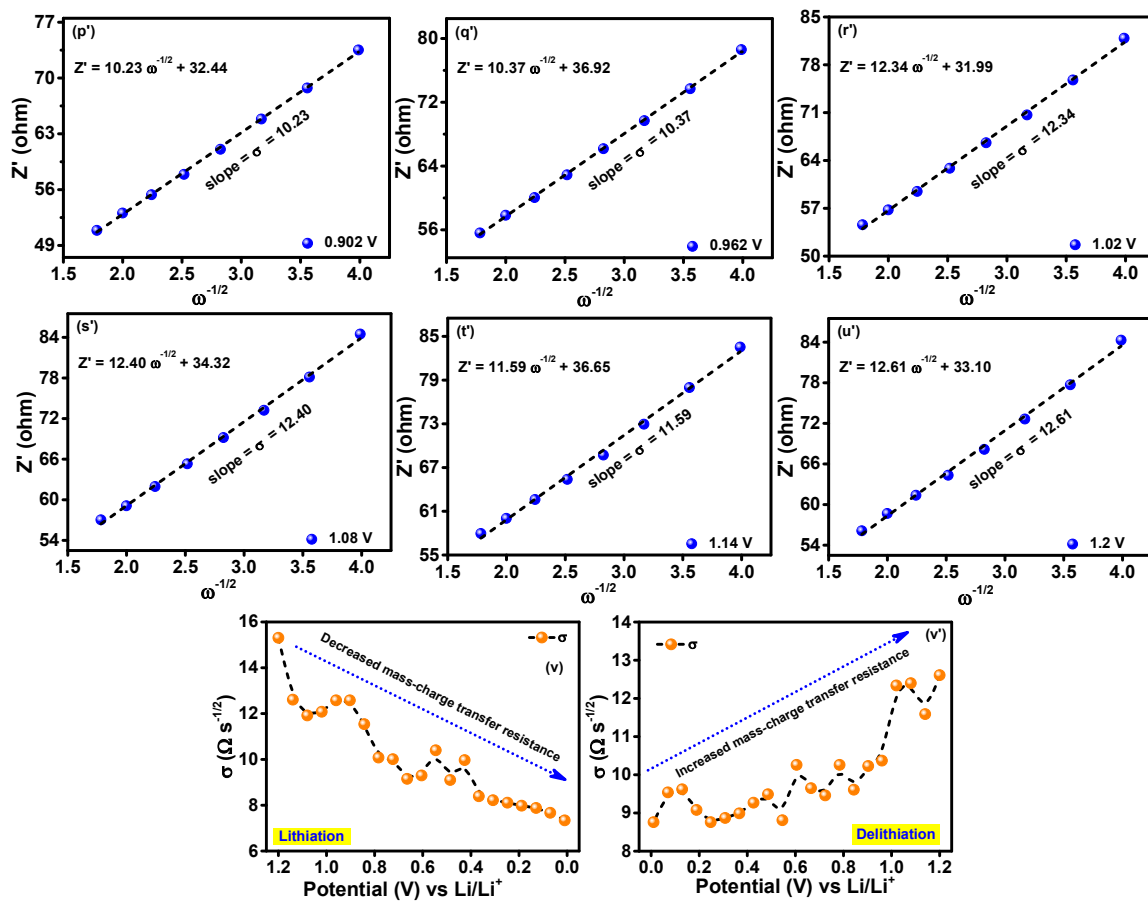 (p')
Z' = 10.23 ω^-1/2 + 32.44
slope = σ = 10.23
0.902 V
Z' (ohm)
77
70
63
56
49
1.5 2.0 2.5 3.0 3.5 4.0
ω^-1/2
(q')
Z' = 10.37 ω^-1/2 + 36.92
slope = σ = 10.37
0.962 V
Z' (ohm)
80
72
64
56
1.5 2.0 2.5 3.0 3.5 4.0
ω^-1/2
(r')
Z' = 12.34 ω^-1/2 + 31.99
slope = σ = 12.34
1.02 V
Z' (ohm)
85
78
71
64
57
50
1.5 2.0 2.5 3.0 3.5 4.0
ω^-1/2
(s')
Z' = 12.40 ω^-1/2 + 34.32
slope = σ = 12.40
1.08 V
Z' (ohm)
84
78
72
66
60
54
1.5 2.0 2.5 3.0 3.5 4.0
ω^-1/2
(t')
Z' = 11.59 ω^-1/2 + 36.65
slope = σ = 11.59
1.14 V
Z' (ohm)
85
79
73
67
61
55
1.5 2.0 2.5 3.0 3.5 4.0
ω^-1/2
(u')
Z' = 12.61 ω^-1/2 + 33.10
slope = σ = 12.61
1.2 V
Z' (ohm)
84
78
72
66
60
54
1.5 2.0 2.5 3.0 3.5 4.0
ω^-1/2
σ
(v)
Decreased mass-charge transfer resistance
Lithiation
σ (Ω s^-1/2)
16
14
12
10
8
6
1.2 1.0 0.8 0.6 0.4 0.2 0.0
Potential (V) vs Li/Li⁺
σ
(v')
Increased mass-charge transfer resistance
Delithiation
σ (Ω s^-1/2)
14
13
12
11
10
9
8
0.0 0.2 0.4 0.6 0.8 1.0 1.2
Potential (V) vs Li/Li⁺